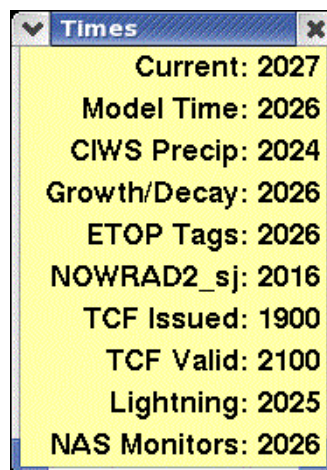 Times
Current: 2027
Model Time: 2026
CIWS Precip: 2024
Growth/Decay: 2026
ETOP Tags: 2026
NOWRAD2_sj: 2016
TCF Issued: 1900
TCF Valid: 2100
Lightning: 2025
NAS Monitors: 2026